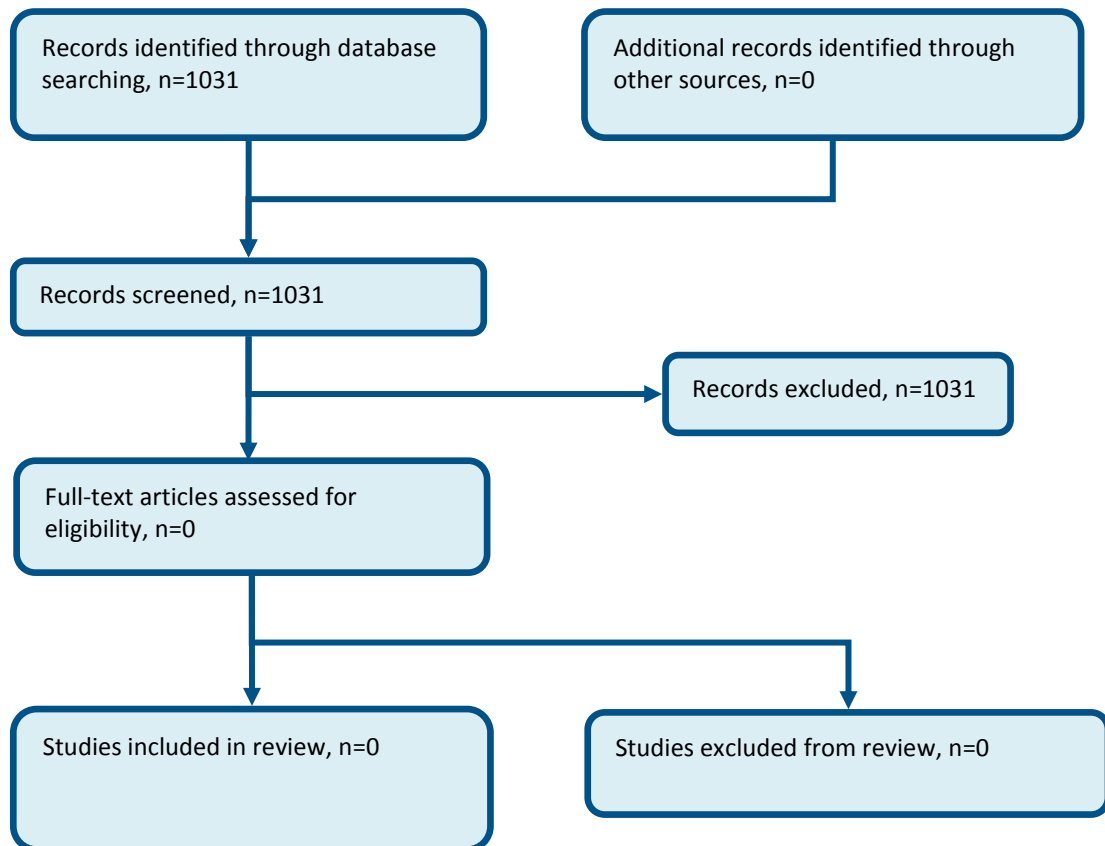 Records identified through database
searching, n=1031
Additional records identified through
other sources, n=0
Records screened, n=1031
Records excluded, n=1031
Full-text articles assessed for
eligibility, n=0
Studies included in review, n=0
Studies excluded from review, n=0